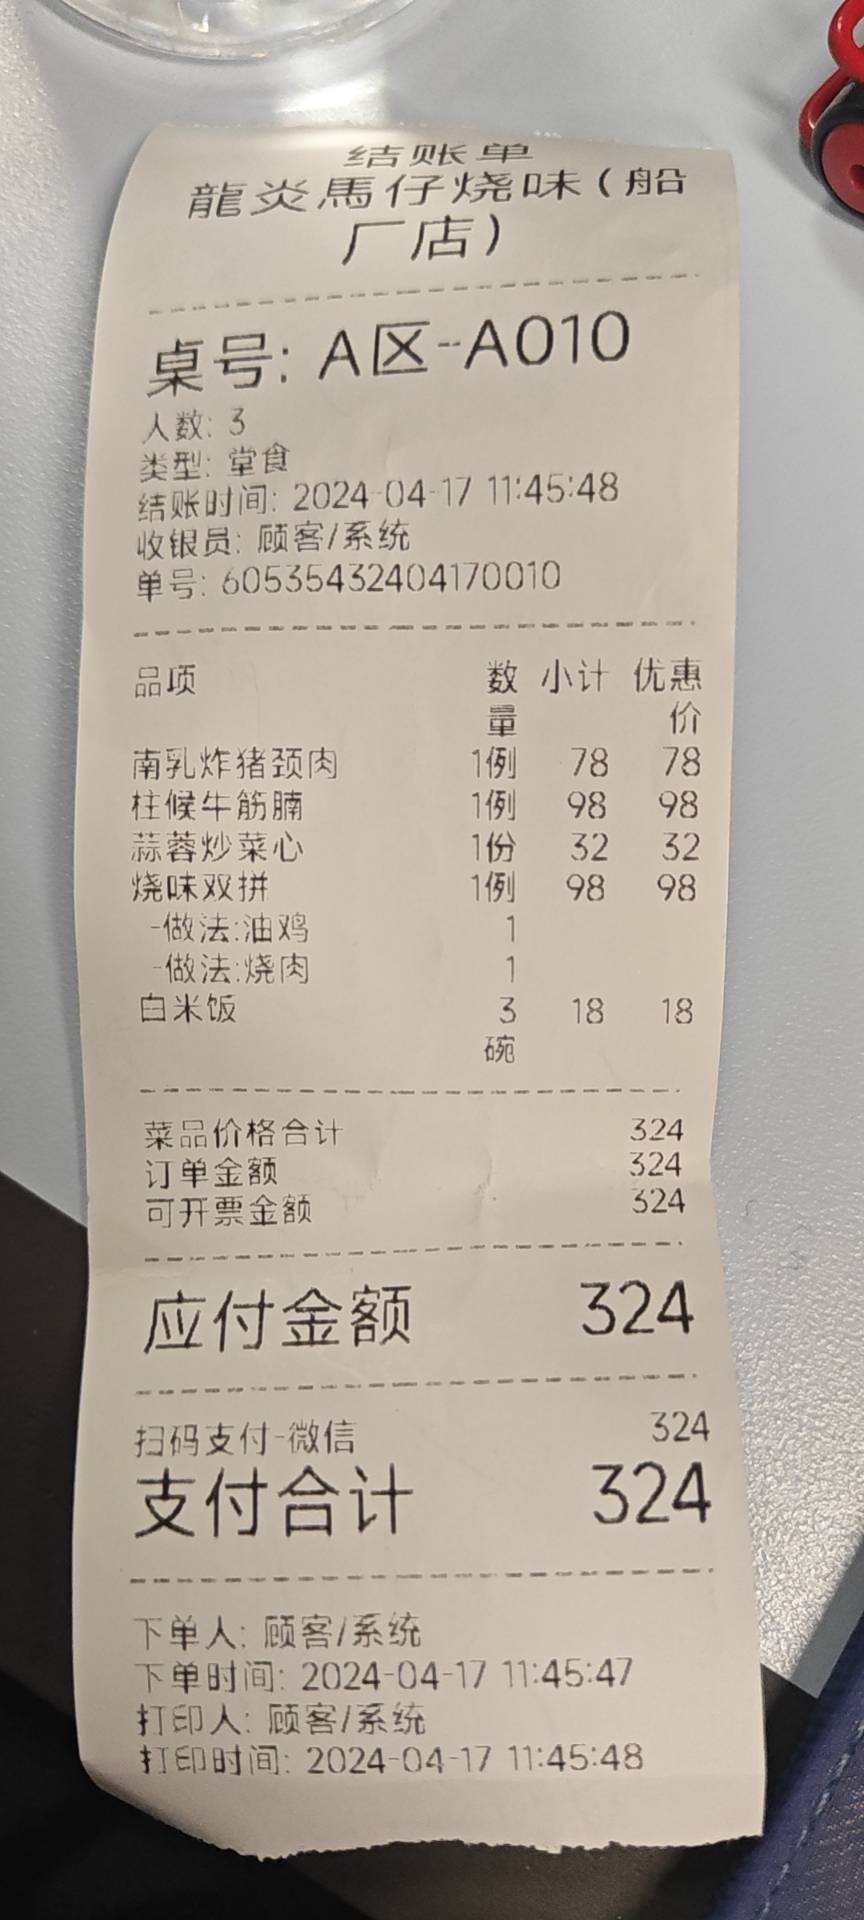 结账单
龍炎馬仔烧味(船
厂店)
桌号: A区-A010
人数: 3
类型: 堂食
结账时间: 2024-04-17 11:45:48
收银员: 顾客/系统
单号: 605354432404170010
品项 数 小计 优惠
量 价
南乳炸猪颈肉 1例 78 78
柱候牛筋腩 1例 98 98
蒜蓉炒菜心 1份 32 32
烧味双拼 1例 98 98
-做法:油鸡 1
-做法:烧肉 1
白米饭 3 18 18
碗
菜品价格合计 324
订单金额 324
可开票金额 324
应付金额 324
扫码支付-微信 324
支付合计 324
下单人: 顾客/系统
下单时间: 2024-04-17 11:45:47
打印人: 顾客/系统
打印时间: 2024-04-17 11:45:48